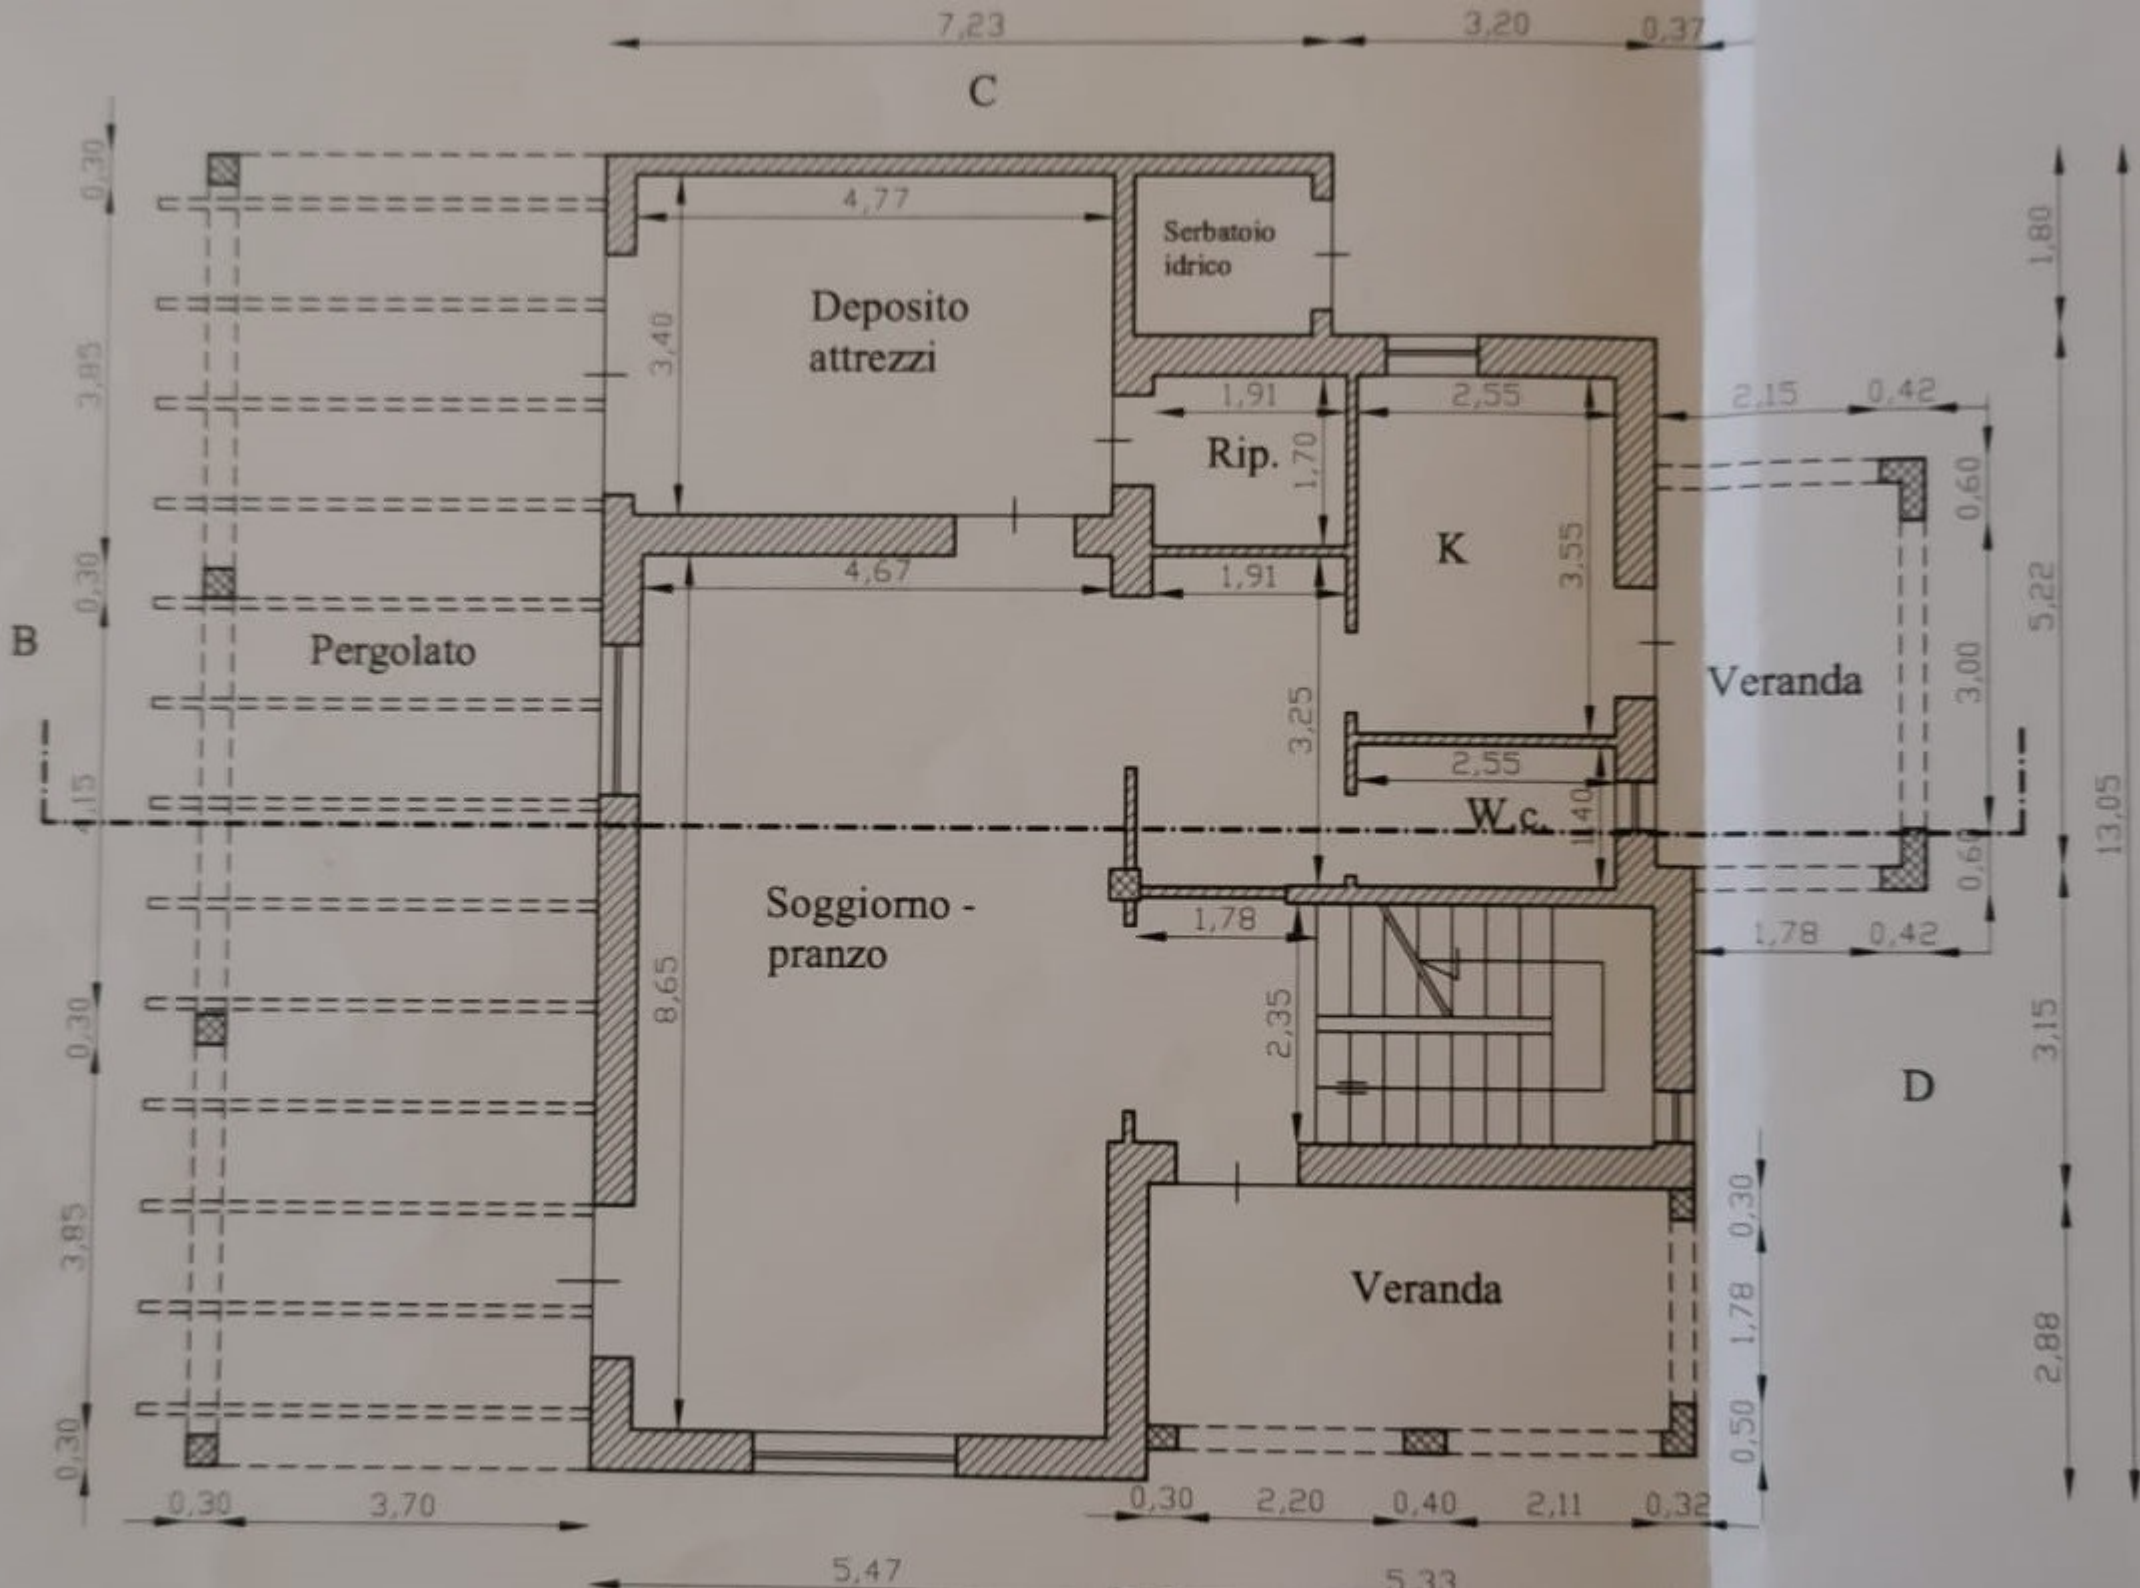 7,23 3,20 0,37
C
0,30
4,77
Serbatoio
idrico
1,80
Deposito
attrezzi
3,40
3,85
1,91 2,55 2,15 0,42
Rip.
1,70
0,60
K
3,55
4,67 1,91
0,30
5,22
B
Pergolato
Veranda
3,00
3,25
2,55
W.c.
1,40
4,15
13,05
0,60
Soggiorno -
pranzo
1,78
1,78 0,42
8,65
2,35
0,30
3,15
D
0,30
3,85
Veranda
1,78
2,88
0,50
0,30
0,30 3,70
0,30 2,20 0,40 2,11 0,32
5,47 5,33